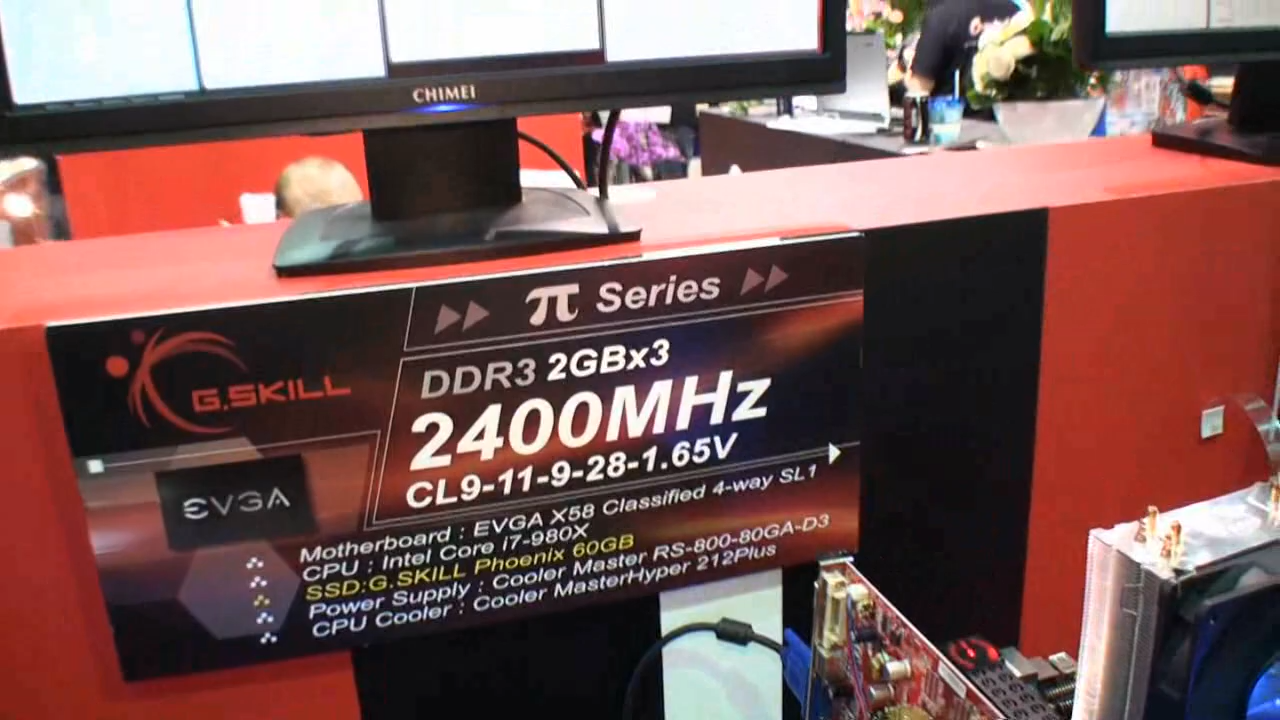 CHIMEI
π Series
G.SKILL
DDR3 2GBx3
2400MHz
CL9-11-9-28-1.65V
EVGA
Motherboard : EVGA X58 Classified 4-way SL1
CPU : Intel Core i7-980X
SSD:G.SKILL Phoenix 60GB
Power Supply : Cooler Master RS-800-80GA-D3
CPU Cooler : Cooler MasterHyper 212Plus